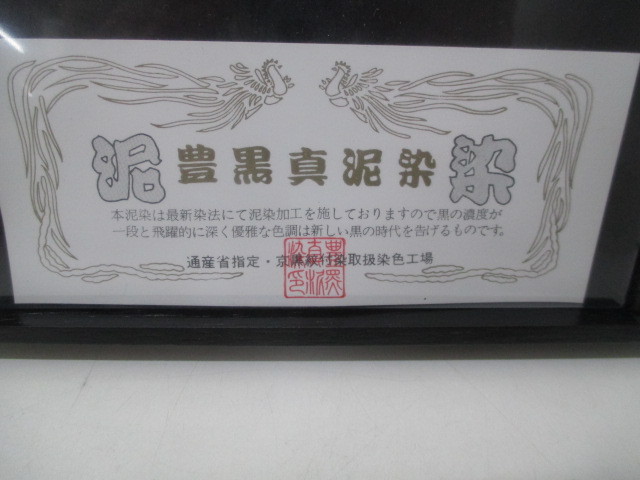 泥 豊黒真泥染 染
本泥染は最新染法にて泥染加工を施しておりますので黒の濃度が
一段と飛躍的に深く優雅な色調は新しい黒の時代を告げるものです。
通産省指定・京黒紋付染取扱染色工場